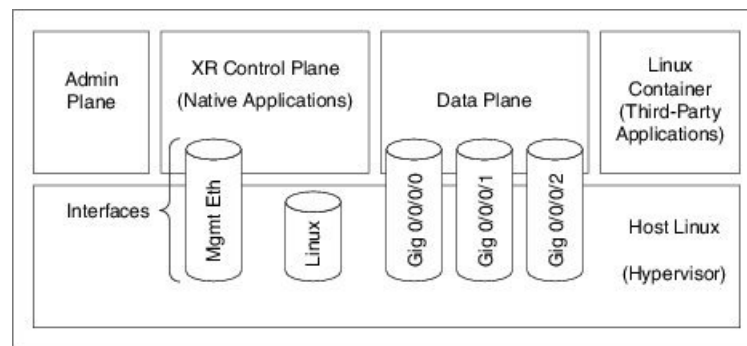 Admin
Plane
XR Control Plane
(Native Applications)
Data Plane
Linux
Container
(Third-Party
Applications)
Interfaces
Mgmt Eth
Linux
Gig 0/0/0/0
Gig 0/0/0/1
Gig 0/0/0/2
Host Linux
(Hypervisor)